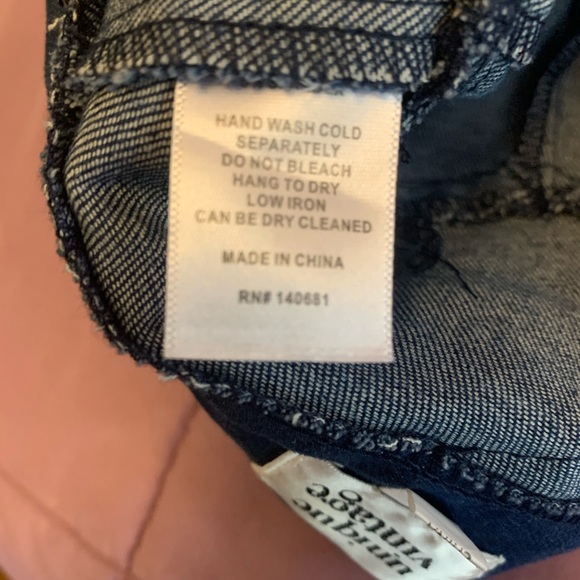 HAND WASH COLD
SEPARATELY
DO NOT BLEACH
HANG TO DRY
LOW IRON
CAN BE DRY CLEANED
MADE IN CHINA
RN# 140681
unique
vintage